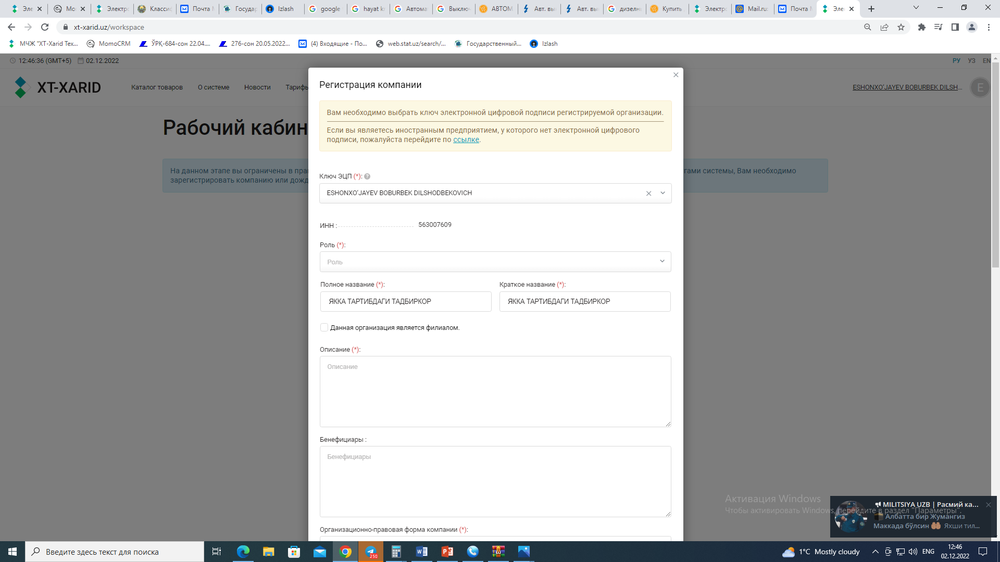 Эле
Mo
Электро
Классис
Почта М
Государ
Izlash
google
hayat k
Автома
Выключ
АВТОМ
Авт. вы
Авт. вы
дизелн
Купить
Электро
Mail.ru:
Почта М
Эле
xt-xarid.uz/workspace
МЧЖ "XT-Xarid Tex...
MomoCRM
ЎРҚ-684-сон 22.04....
276-сон 20.05.2022...
(4) Входящие - По...
web.stat.uz/search/...
Государственный...
Izlash
12:46:36 (GMT+5) 02.12.2022
РУ УЗ EN
XT-XARID
Каталог товаров О системе Новости Тарифы
ESHONXO'JAYEV BOBURBEK DILSH...
E
Рабочий кабин
На данном этапе вы ограничены в пра
гами системы, Вам необходимо
зарегистрировать компанию или дожд
Регистрация компании
Вам необходимо выбрать ключ электронной цифровой подписи регистрируемой организации.
Если вы являетесь иностранным предприятием, у которого нет электронной цифрового
подписи, пожалуйста перейдите по ссылке.
Ключ ЭЦП (*):
ESHONXO'JAYEV BOBURBEK DILSHODBEKOVICH
ИНН : 563007609
Роль (*):
Роль
Полное название (*): Краткое название (*):
ЯККА ТАРТИБДАГИ ТАДБИРКОР ЯККА ТАРТИБДАГИ ТАДБИРКОР
Данная организация является филиалом.
Описание (*):
Описание
Бенефициары :
Бенефициары
Организационно-правовая форма компании (*):
Активация Windows
Чтобы активировать Windows, перейдите в раздел "Параметры".
MILITSIYA UZB | Расмий ка...
Албатта бир Жумангиз
Маккада бўлсин 🤲🏼 Яхши тил...
Введите здесь текст для поиска
250
1°C Mostly cloudy
ENG
12:46
02.12.2022